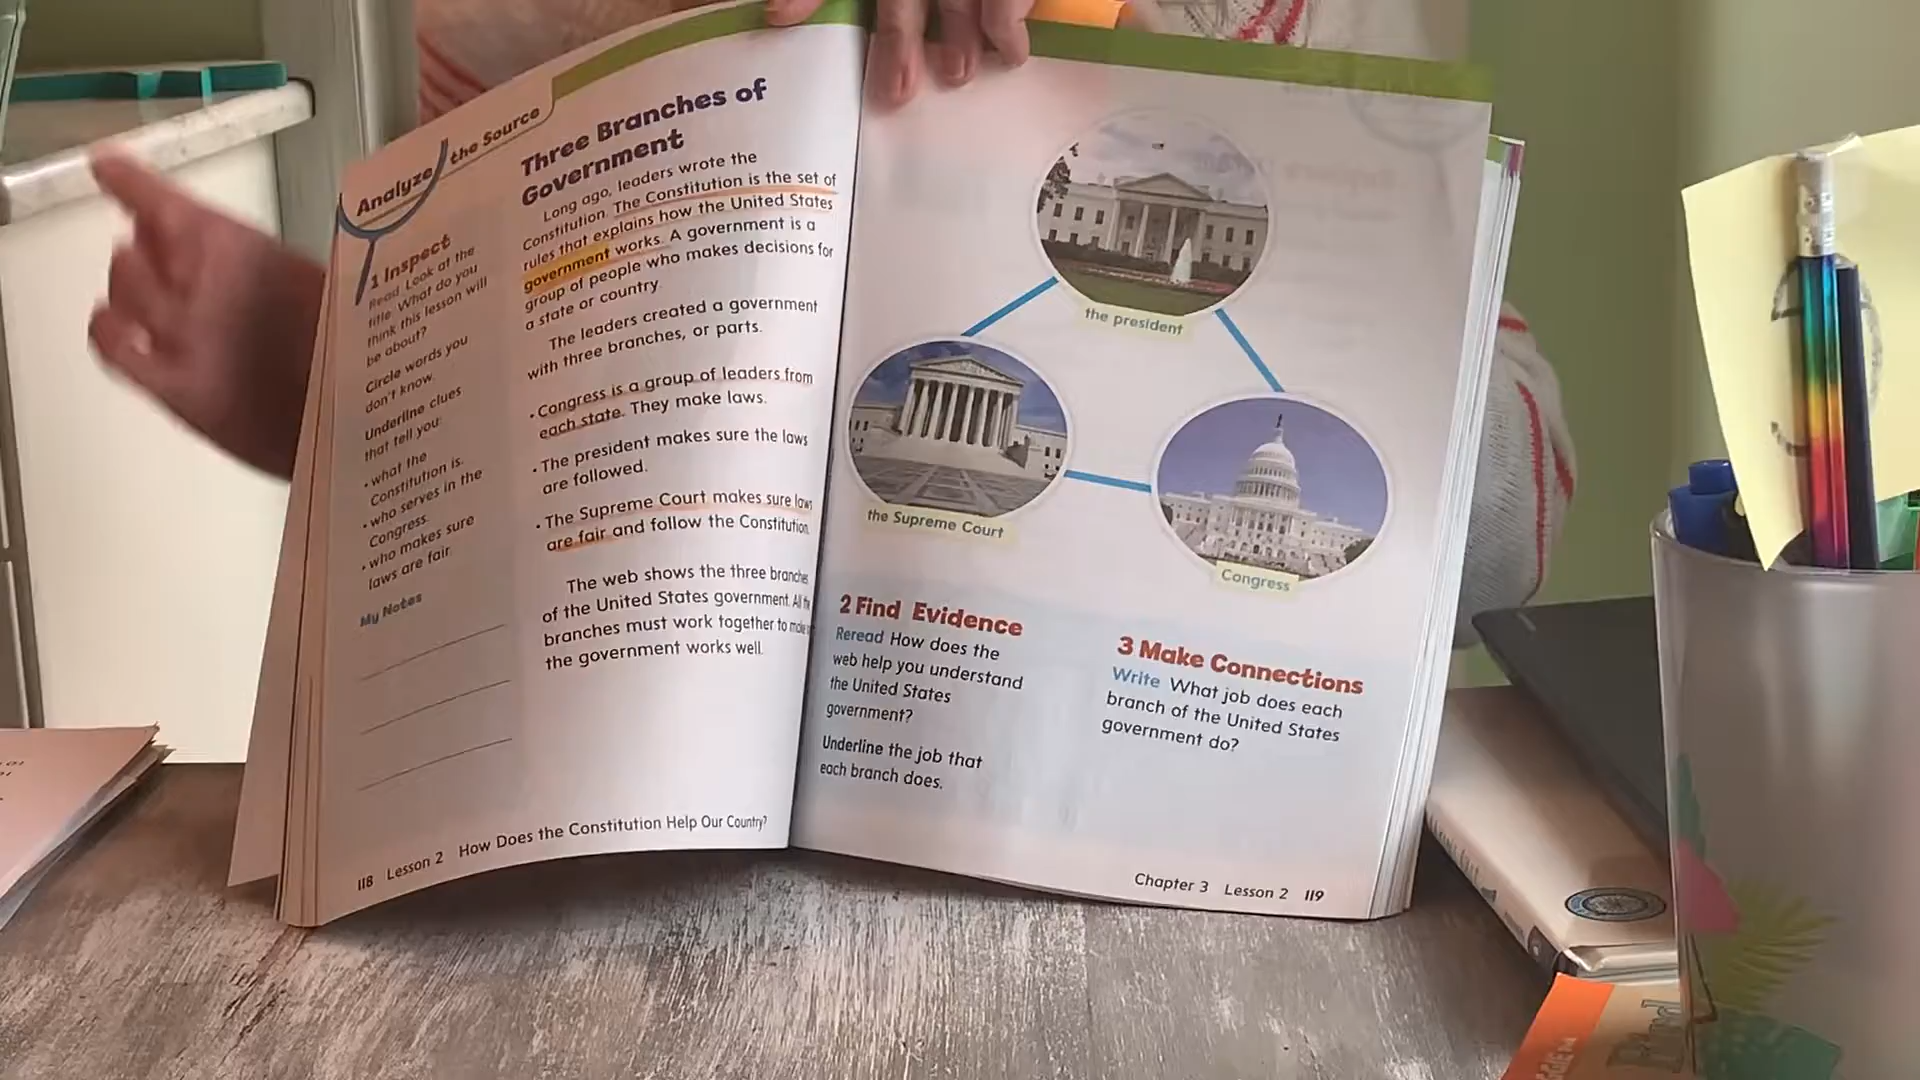 Analyze the Source
1 Inspect
Read Look at the
title. What do you
think this lesson will
be about?
Circle words you
don't know.
Underline clues
that tell you:
• what the
Constitution is.
• who serves in the
Congress.
• who makes sure
laws are fair.
My Notes
Three Branches of
Government
Long ago, leaders wrote the
Constitution. The Constitution is the set of
rules that explains how the United States
government works. A government is a
group of people who makes decisions for
a state or country.
The leaders created a government
with three branches, or parts.
• Congress is a group of leaders from
each state. They make laws.
• The president makes sure the laws
are followed.
• The Supreme Court makes sure laws
are fair and follow the Constitution.
The web shows the three branches
of the United States government. All the
branches must work together to make
the government works well.
118 Lesson 2 How Does the Constitution Help Our Country?
the president
the Supreme Court
Congress
2 Find Evidence
Reread How does the
web help you understand
the United States
government?
Underline the job that
each branch does.
3 Make Connections
Write What job does each
branch of the United States
government do?
Chapter 3 Lesson 2 119